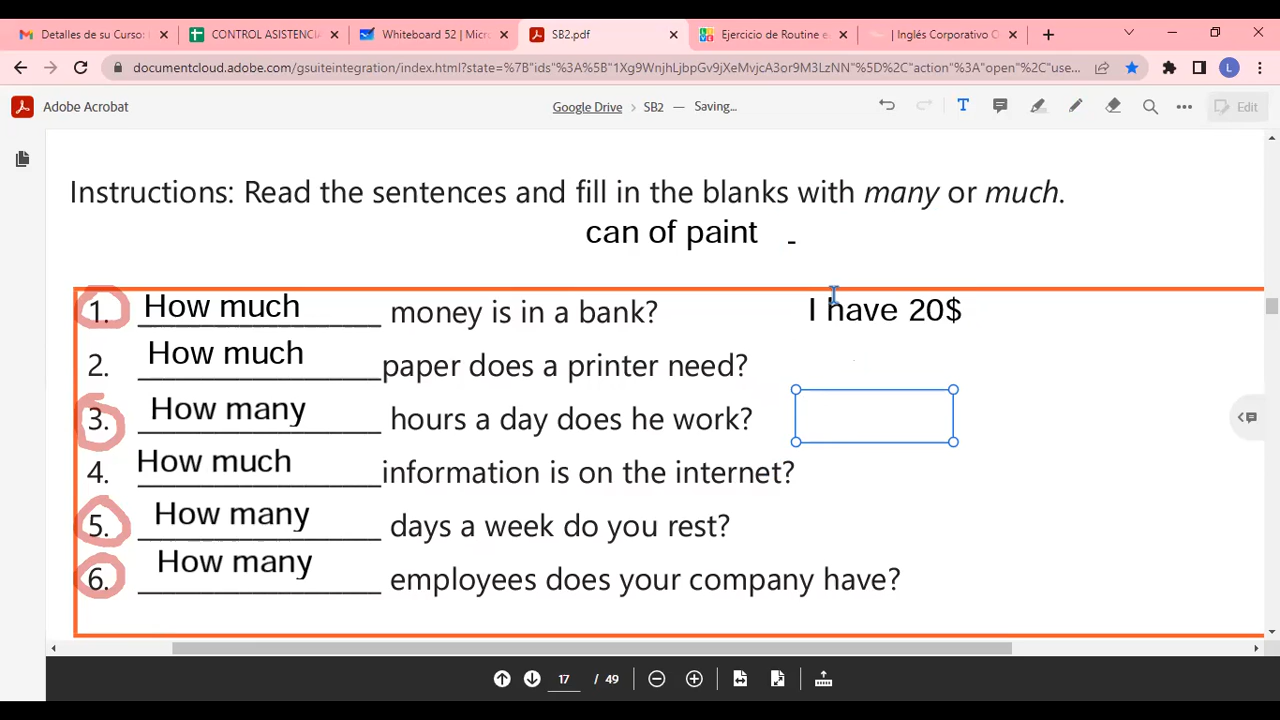 Detalles de su Curso: I
CONTROL ASISTENCIA
Whiteboard 52 | Micr
SB2.pdf
Ejercicio de Routine e
| Inglés Corporativo O
documentcloud.adobe.com/gsuiteintegration/index.html?state=%7B"ids"%3A%5B"1Xg9WnjhLjbpGv9jXeMvjcA3or9M3LzNN"%5D%2C"action"%3A"open"%2C"use...
L
Adobe Acrobat
Google Drive > SB2 — Saving...
T
Edit
Instructions: Read the sentences and fill in the blanks with many or much.
can of paint -
1. How much money is in a bank? I have 20$
2. How much paper does a printer need?
3. How many hours a day does he work?
4. How much information is on the internet?
5. How many days a week do you rest?
6. How many employees does your company have?
17 / 49